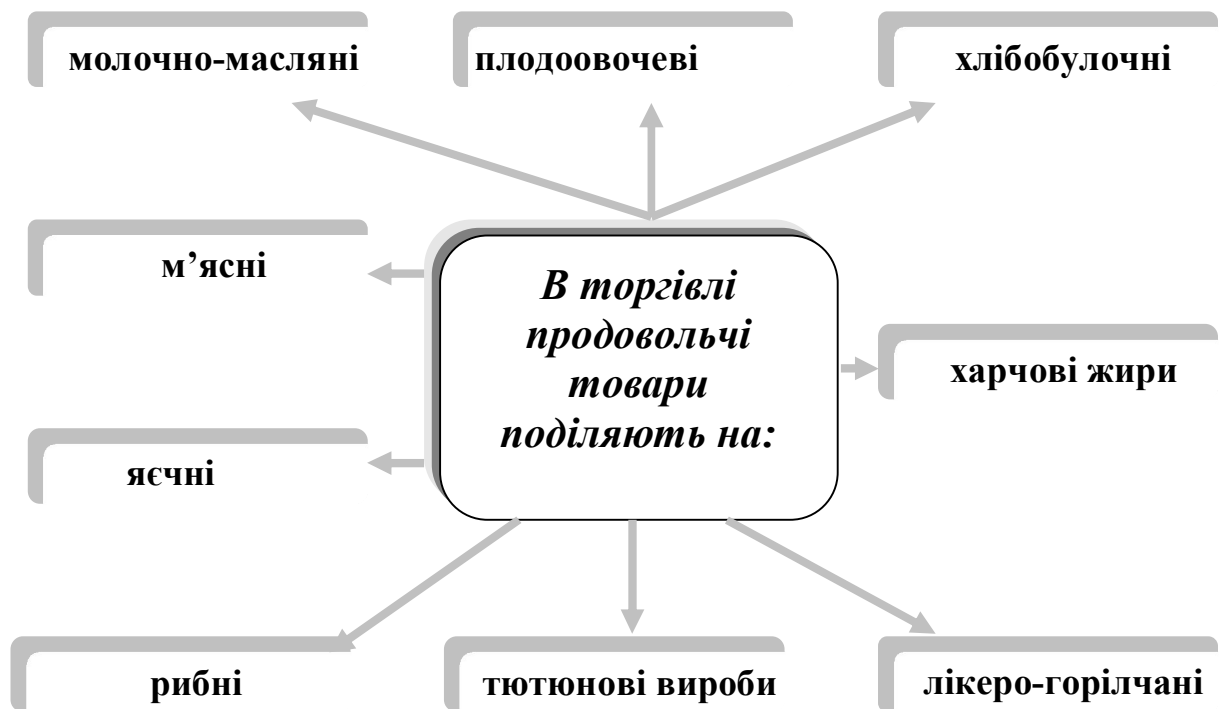 молочно-масляні
плодоовочеві
хлібобулочні
м’ясні
В торгівлі
продовольчі
товари
поділяють на:
харчові жири
яєчні
рибні
тютюнові вироби
лікеро-горілчані